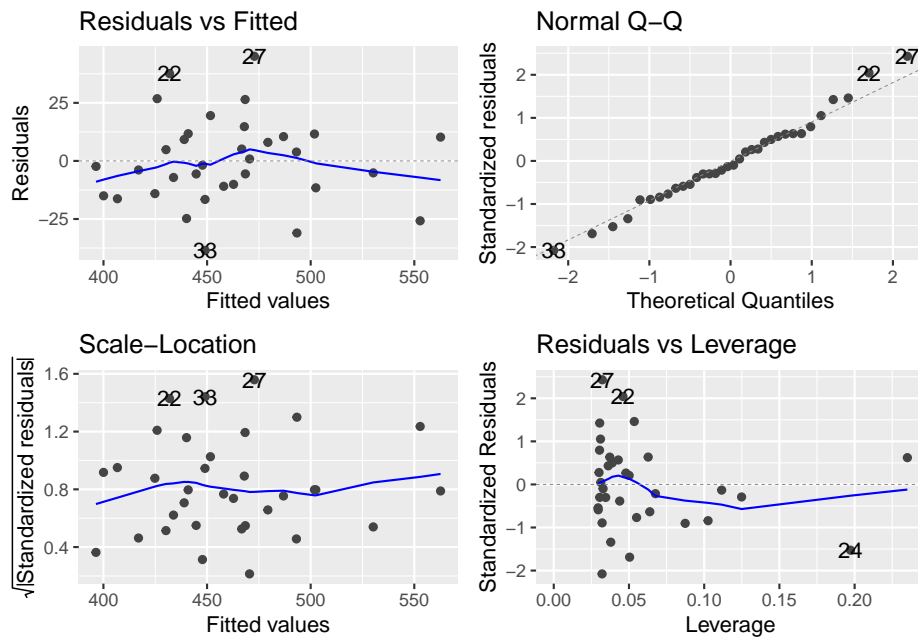 Residuals vs Fitted
27
22
38
25
0
−25
Residuals
400 450 500 550
Fitted values
Normal Q−Q
27
22
38
2
1
0
−1
−2
Standardized residuals
−2 −1 0 1 2
Theoretical Quantiles
Scale−Location
27
22 38
1.6
1.2
0.8
0.4
√|Standardized residuals|
400 450 500 550
Fitted values
Residuals vs Leverage
27
22
24
2
1
0
−1
−2
Standardized Residuals
0.00 0.05 0.10 0.15 0.20
Leverage